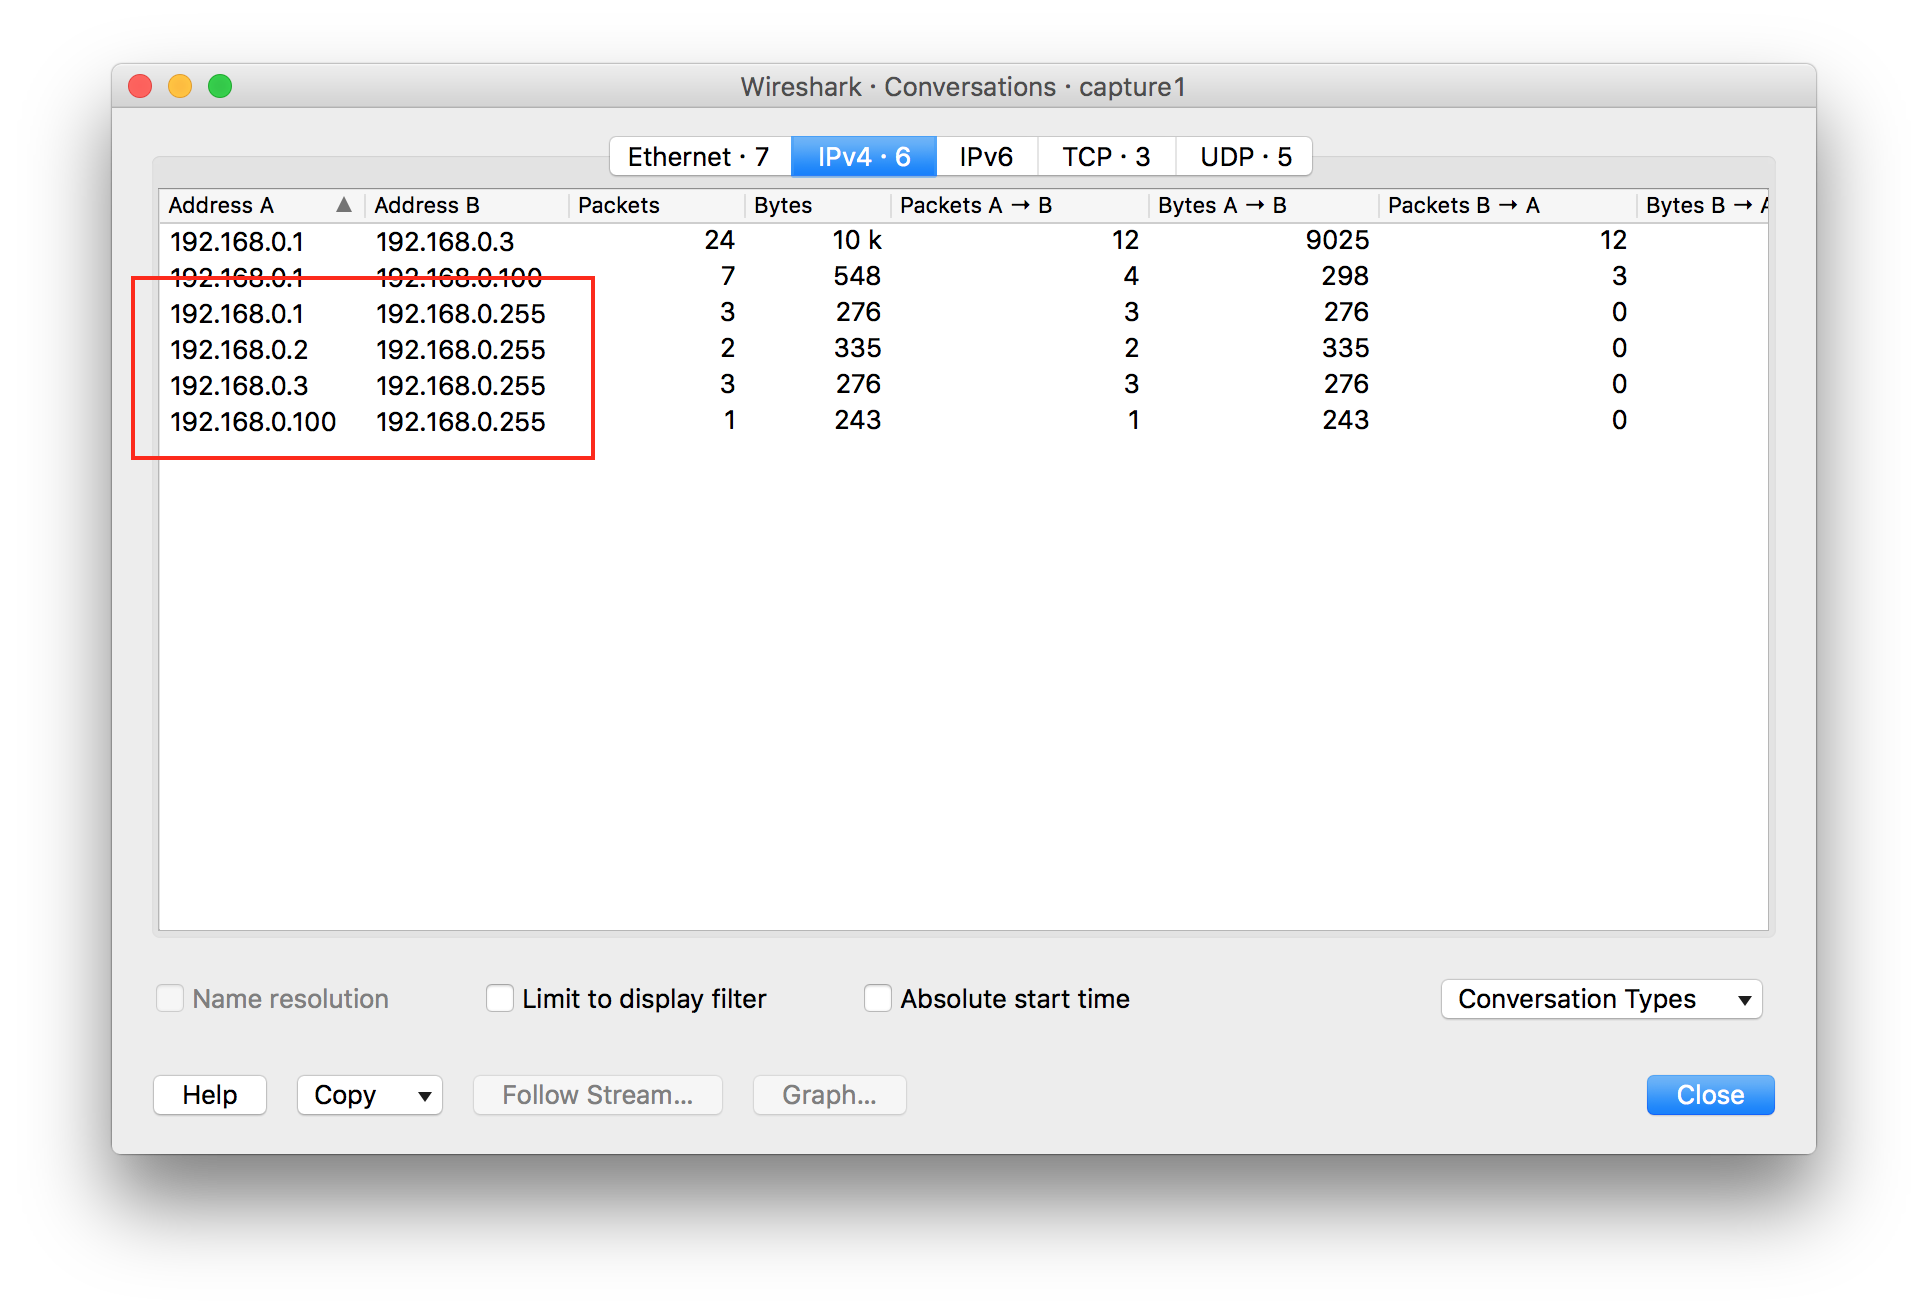 Wireshark · Conversations · capture1
Ethernet · 7 IPv4 · 6 IPv6 TCP · 3 UDP · 5
Address A Address B Packets Bytes Packets A → B Bytes A → B Packets B → A Bytes B → A
192.168.0.1 192.168.0.3 24 10 k 12 9025 12
192.168.0.1 192.168.0.100 7 548 4 298 3
192.168.0.1 192.168.0.255 3 276 3 276 0
192.168.0.2 192.168.0.255 2 335 2 335 0
192.168.0.3 192.168.0.255 3 276 3 276 0
192.168.0.100 192.168.0.255 1 243 1 243 0
Name resolution Limit to display filter Absolute start time Conversation Types
Help Copy Follow Stream... Graph... Close